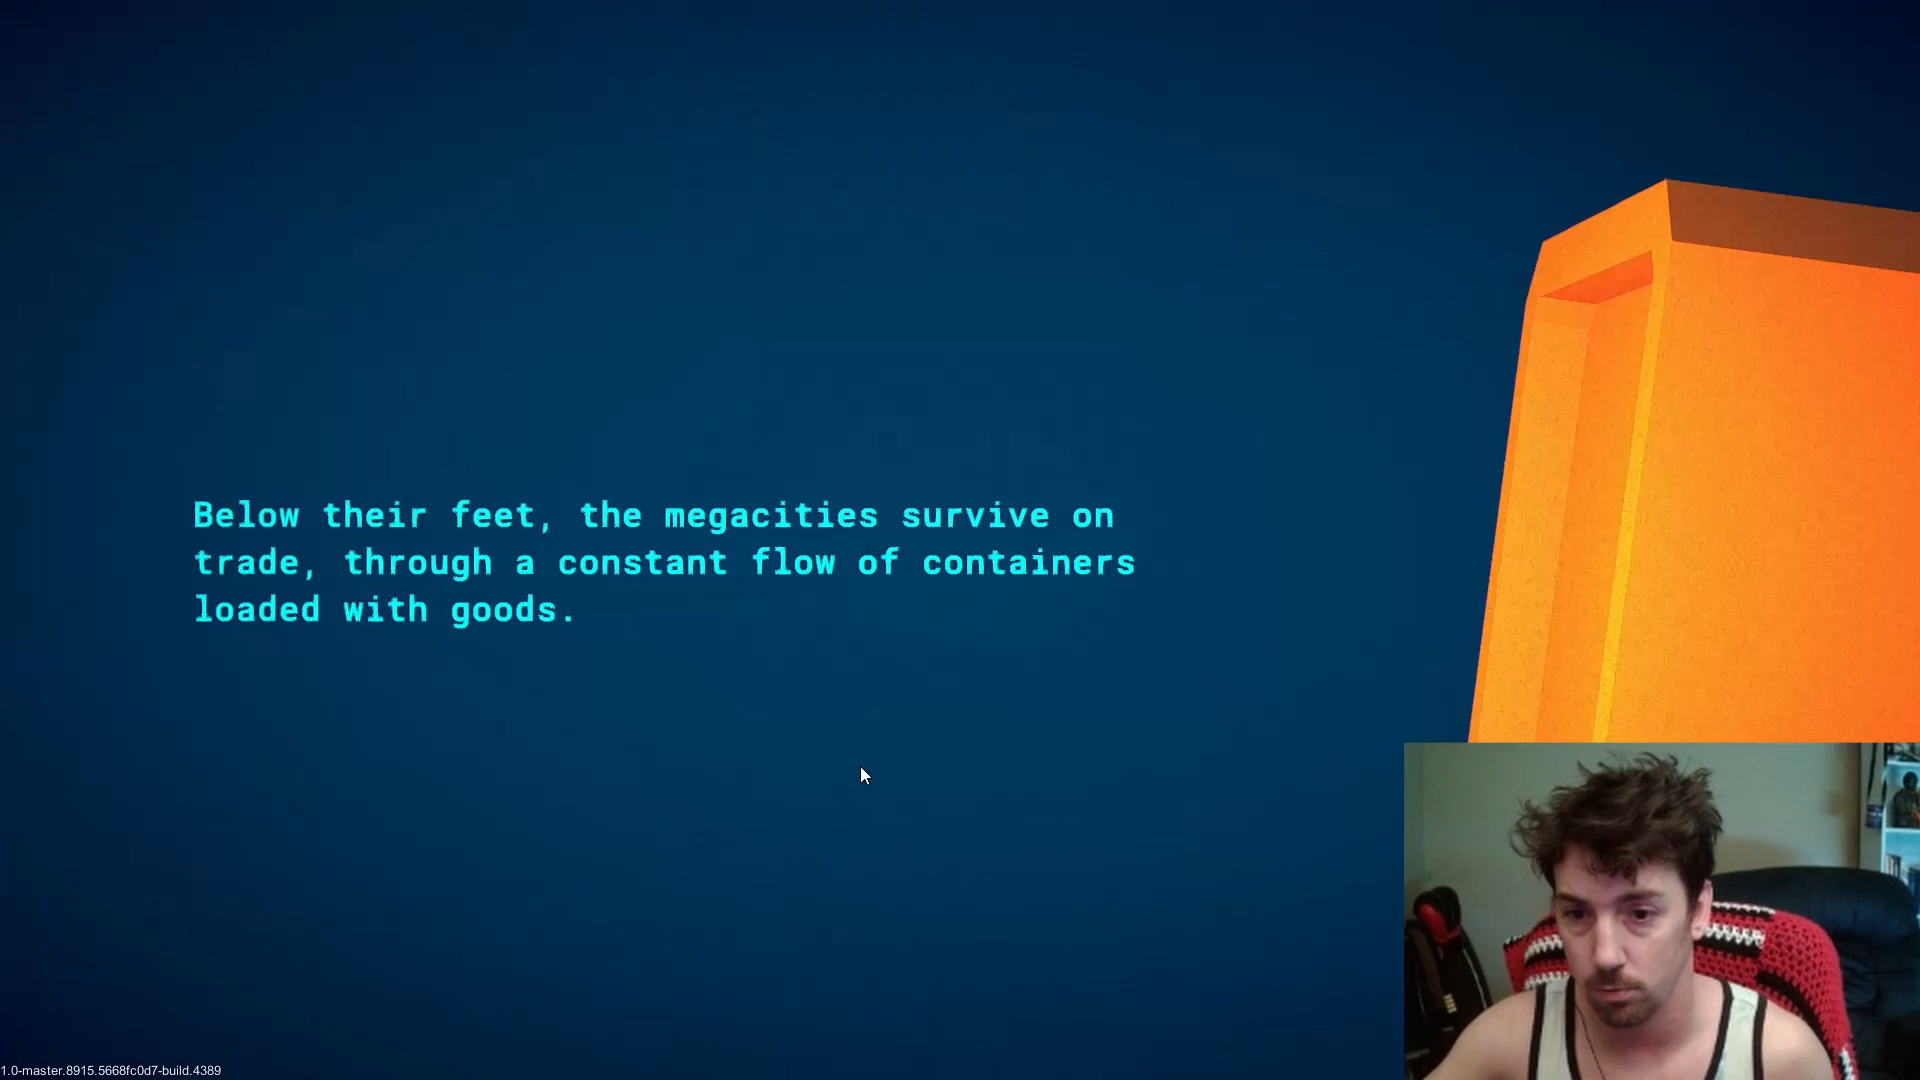 Below their feet, the megacities survive on
trade, through a constant flow of containers
loaded with goods.
1.0-master.8915.5668fc0d7-build.4389